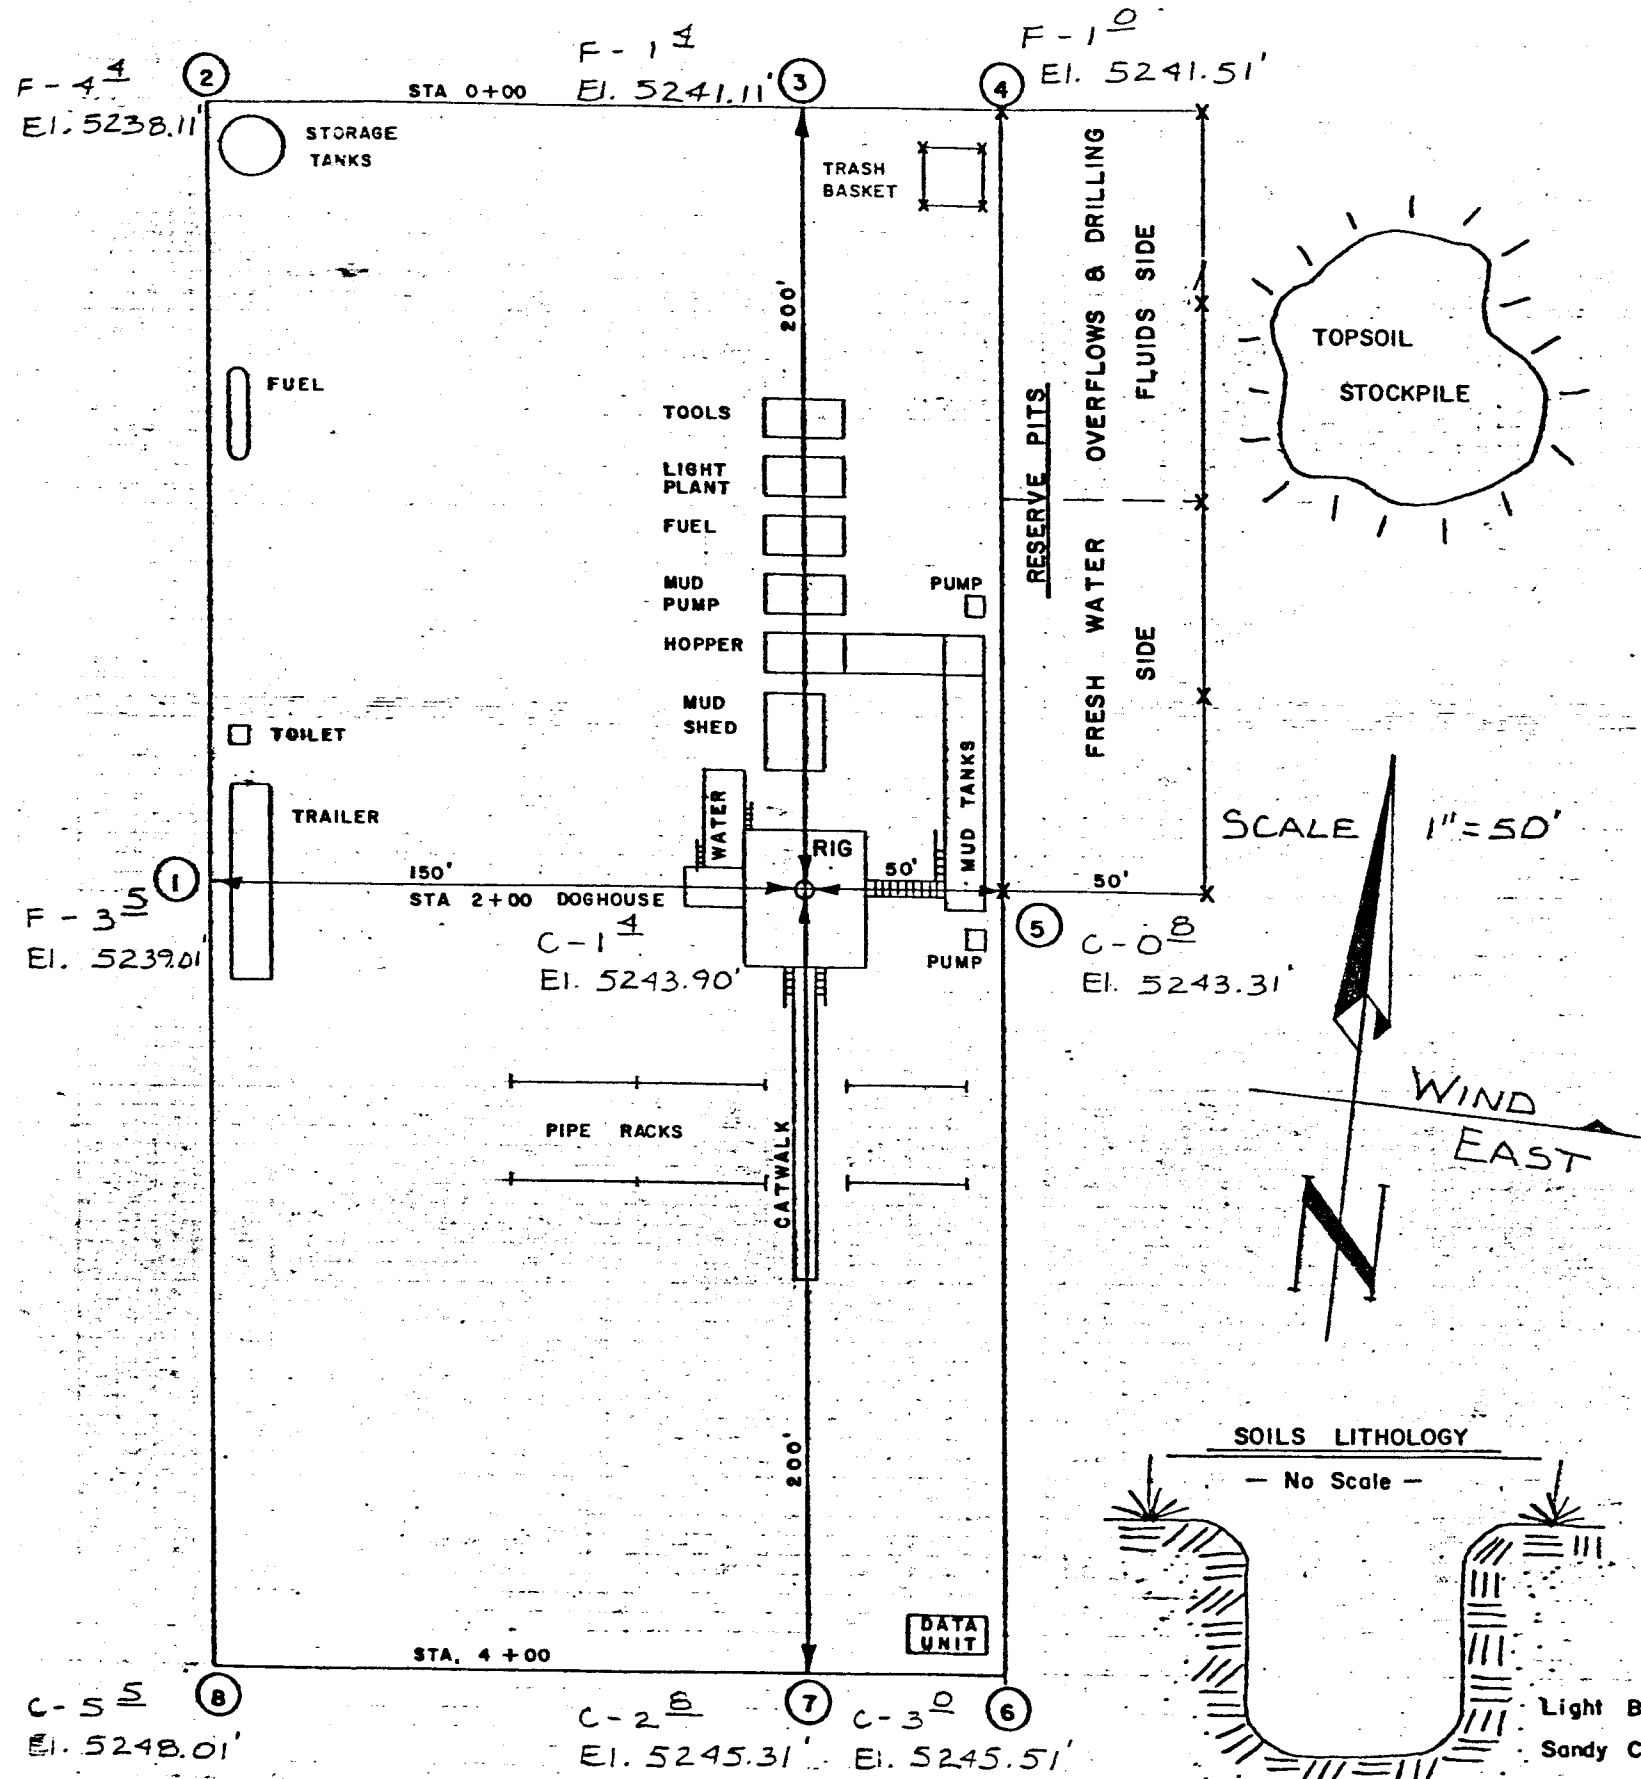 F - 1 4
F - 1 0
F - 4 4
2
El. 5241.11'
3
El. 5241.51'
4
STA 0+00
El. 5238.11'
STORAGE
TANKS
TRASH
BASKET
OVERFLOWS & DRILLING
FLUIDS SIDE
200'
TOPSOIL
STOCKPILE
FUEL
TOOLS
LIGHT
PLANT
FUEL
MUD
PUMP
PUMP
HOPPER
RESERVE PITS
FRESH WATER
SIDE
MUD
SHED
TOILET
TRAILER
WATER
RIG
MUD TANKS
SCALE 1" = 50'
1
150'
50'
50'
STA 2+00 DOGHOUSE
F - 3 5
El. 5239.01'
C - 1 4
El. 5243.90'
5
C - 0 8
El. 5243.31'
PUMP
WIND
EAST
PIPE RACKS
CATWALK
N
200'
SOILS LITHOLOGY
- No Scale -
DATA
UNIT
STA. 4+00
8
7
6
C - 5 5
El. 5248.01'
C - 2 8
El. 5245.31'
C - 3 0
El. 5245.51'
Light B
Sandy C